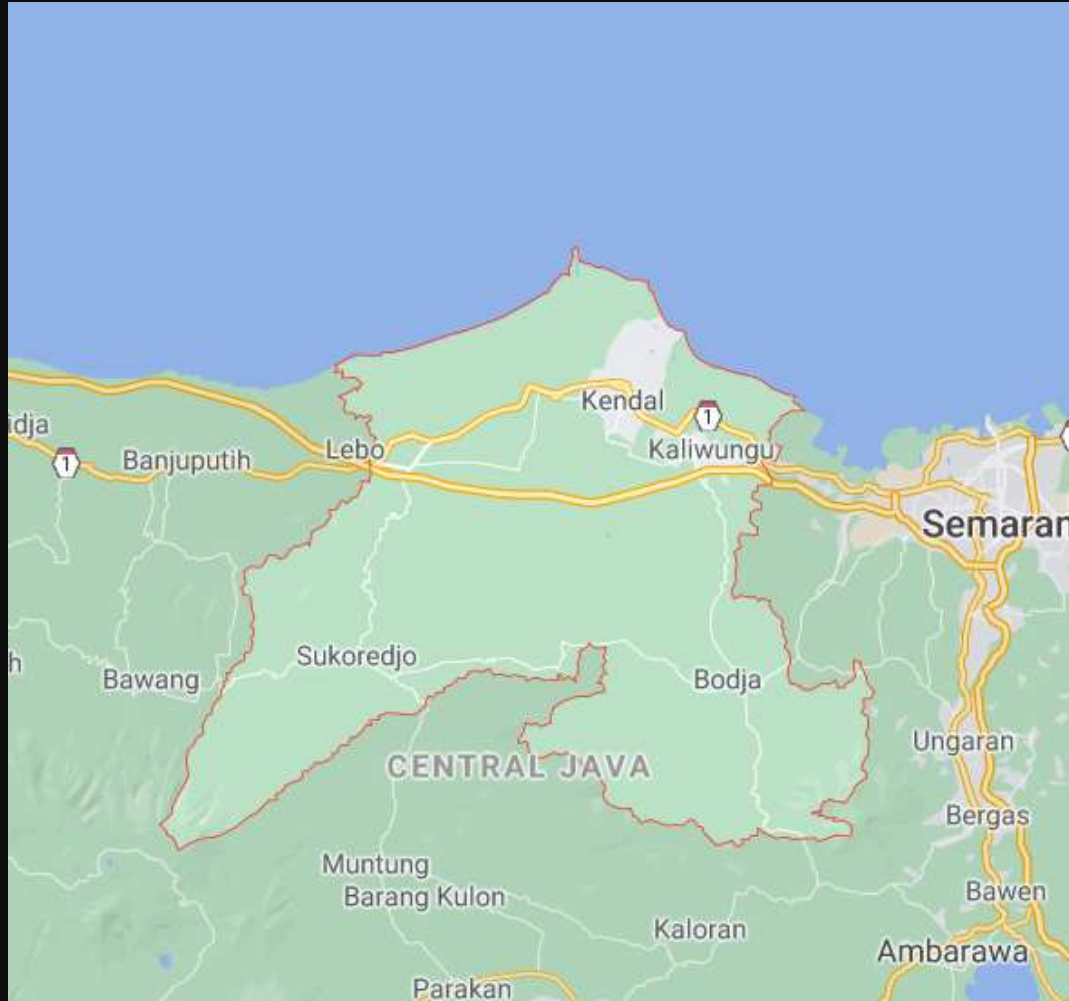 Kendal
1
idja
Lebo
Kaliwungu
1
Banjuputih
Semaran
h
Sukoredjo
Bawang
Bodja
CENTRAL JAVA
Ungaran
Bergas
Muntung
Barang Kulon
Bawen
Kaloran
Ambarawa
Parakan